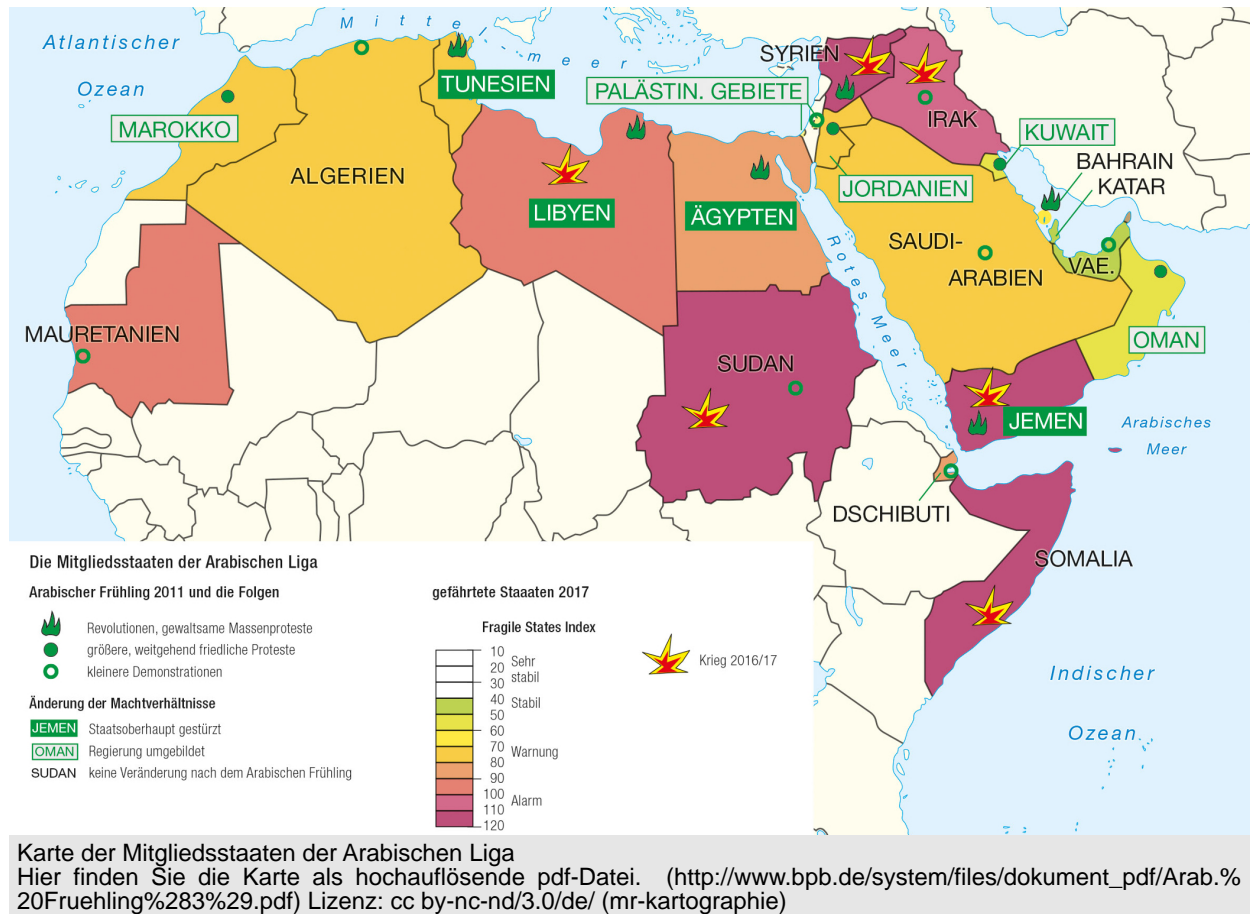 Mittelmeer
Atlantischer
Ozean
TUNESIEN
SYRIEN
PALÄSTIN. GEBIETE
IRAK
MAROKKO
KUWAIT
ALGERIEN
BAHRAIN
KATAR
JORDANIEN
LIBYEN
ÄGYPTEN
SAUDI-
ARABIEN
VAE.
Rotes Meer
MAURETANIEN
OMAN
SUDAN
JEMEN
Arabisches
Meer
DSCHIBUTI
SOMALIA
Indischer
Ozean
Die Mitgliedsstaaten der Arabischen Liga
Arabischer Frühling 2011 und die Folgen
Revolutionen, gewaltsame Massenproteste
größere, weitgehend friedliche Proteste
kleinere Demonstrationen
Änderung der Machtverhältnisse
JEMEN Staatsoberhaupt gestürzt
OMAN Regierung umgebildet
SUDAN keine Veränderung nach dem Arabischen Frühling
gefährtete Staaaten 2017
Fragile States Index
10
20 Sehr
30 stabil
40 Stabil
50
60
70 Warnung
80
90
100 Alarm
110
120
Krieg 2016/17
Karte der Mitgliedsstaaten der Arabischen Liga
Hier finden Sie die Karte als hochauflösende pdf-Datei. (http://www.bpb.de/system/files/dokument_pdf/Arab.%
20Fruehling%283%29.pdf) Lizenz: cc by-nc-nd/3.0/de/ (mr-kartographie)